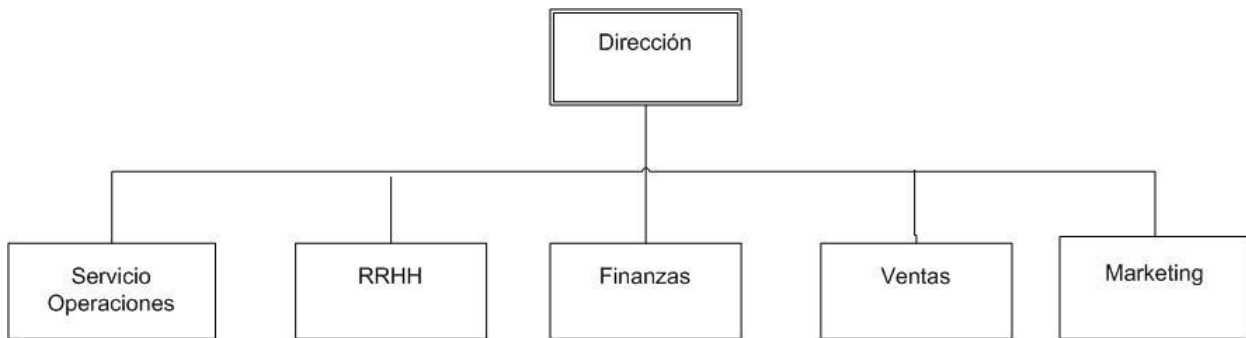 Dirección
Servicio
Operaciones
RRHH
Finanzas
Ventas
Marketing